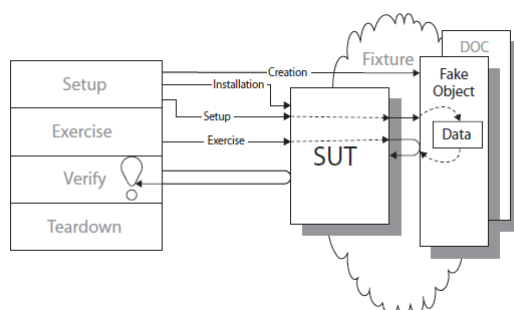 DOC
Fixture
Creation
Fake
Object
Setup
Installation
Setup
Data
Exercise
Exercise
SUT
Verify
Teardown